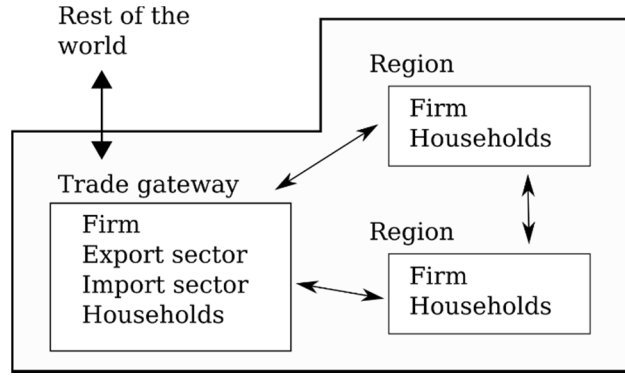 Rest of the
world
Region
Firm
Households
Trade gateway
Firm
Export sector
Import sector
Households
Region
Firm
Households